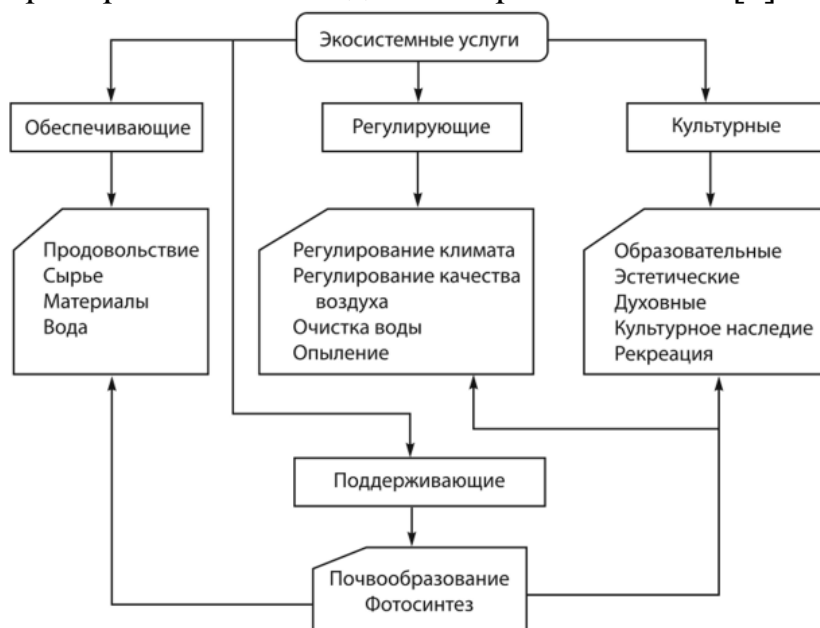 [
]
Экосистемные услуги
Обеспечивающие
Регулирующие
Культурные
Продовольствие
Сырье
Материалы
Вода
Регулирование климата
Регулирование качества
воздуха
Очистка воды
Опыление
Образовательные
Эстетические
Духовные
Культурное наследие
Рекреация
Поддерживающие
Почвообразование
Фотосинтез